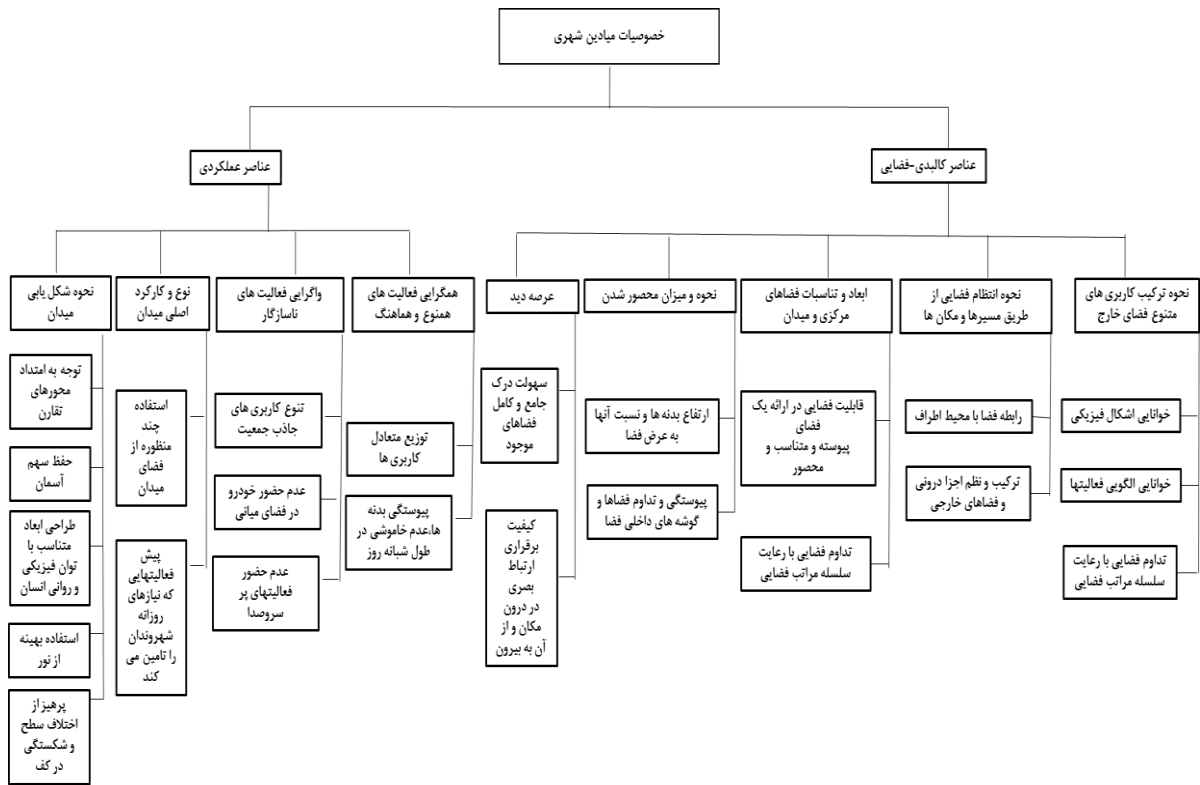 خصوصیات میادین شهری
عناصر کالبدی-فضایی
عناصر عملکردی
نحوه ترکیب کاربری های
متنوع فضای خارج
نحوه انتظام فضایی از
طریق مسیرها و مکان ها
ابعاد و تناسبات فضاهای
مرکزی و میدان
نحوه و میزان محصور شدن
عرصه دید
همگرایی فعالیت های
همنوع و هماهنگ
واگرایی فعالیت های
ناسازگار
نوع و کارکرد
اصلی میدان
نحوه شکل یابی
میدان
خوانایی اشکال فیزیکی
خوانایی الگویی فعالیتها
تداوم فضایی با رعایت
سلسله مراتب فضایی
رابطه فضا با محیط اطراف
ترکیب و نظم اجزا درونی
و فضاهای خارجی
قابلیت فضایی در ارائه یک
فضای
پیوسته و متناسب و
محصور
تداوم فضایی با رعایت
سلسله مراتب فضایی
ارتفاع بدنه ها و نسبت آنها
به عرض فضا
پیوستگی و تداوم فضاها و
گوشه های داخلی فضا
سهولت درک
جامع و کامل
فضاهای
موجود
کیفیت
برقراری
ارتباط
بصری
در درون
مکان و از
آن به بیرون
توزیع متعادل
کاربری ها
پیوستگی بدنه
ها،عدم خاموشی در
طول شبانه روز
تنوع کاربری های
جاذب جمعیت
عدم حضور خودرو
در فضای میانی
عدم حضور
فعالیتهای پر
سروصدا
استفاده
چند
منظوره از
فضای
میدان
پیش
فعالیتهایی
که نیازهای
روزانه
شهروندان
را تامین می
کند
توجه به امتداد
محورهای
تقارن
حفظ سهم
آسمان
طراحی ابعاد
متناسب با
توان فیزیکی
و روانی انسان
استفاده بهینه
از نور
پرهیز از
اختلاف سطح
و شکستگی
در کف